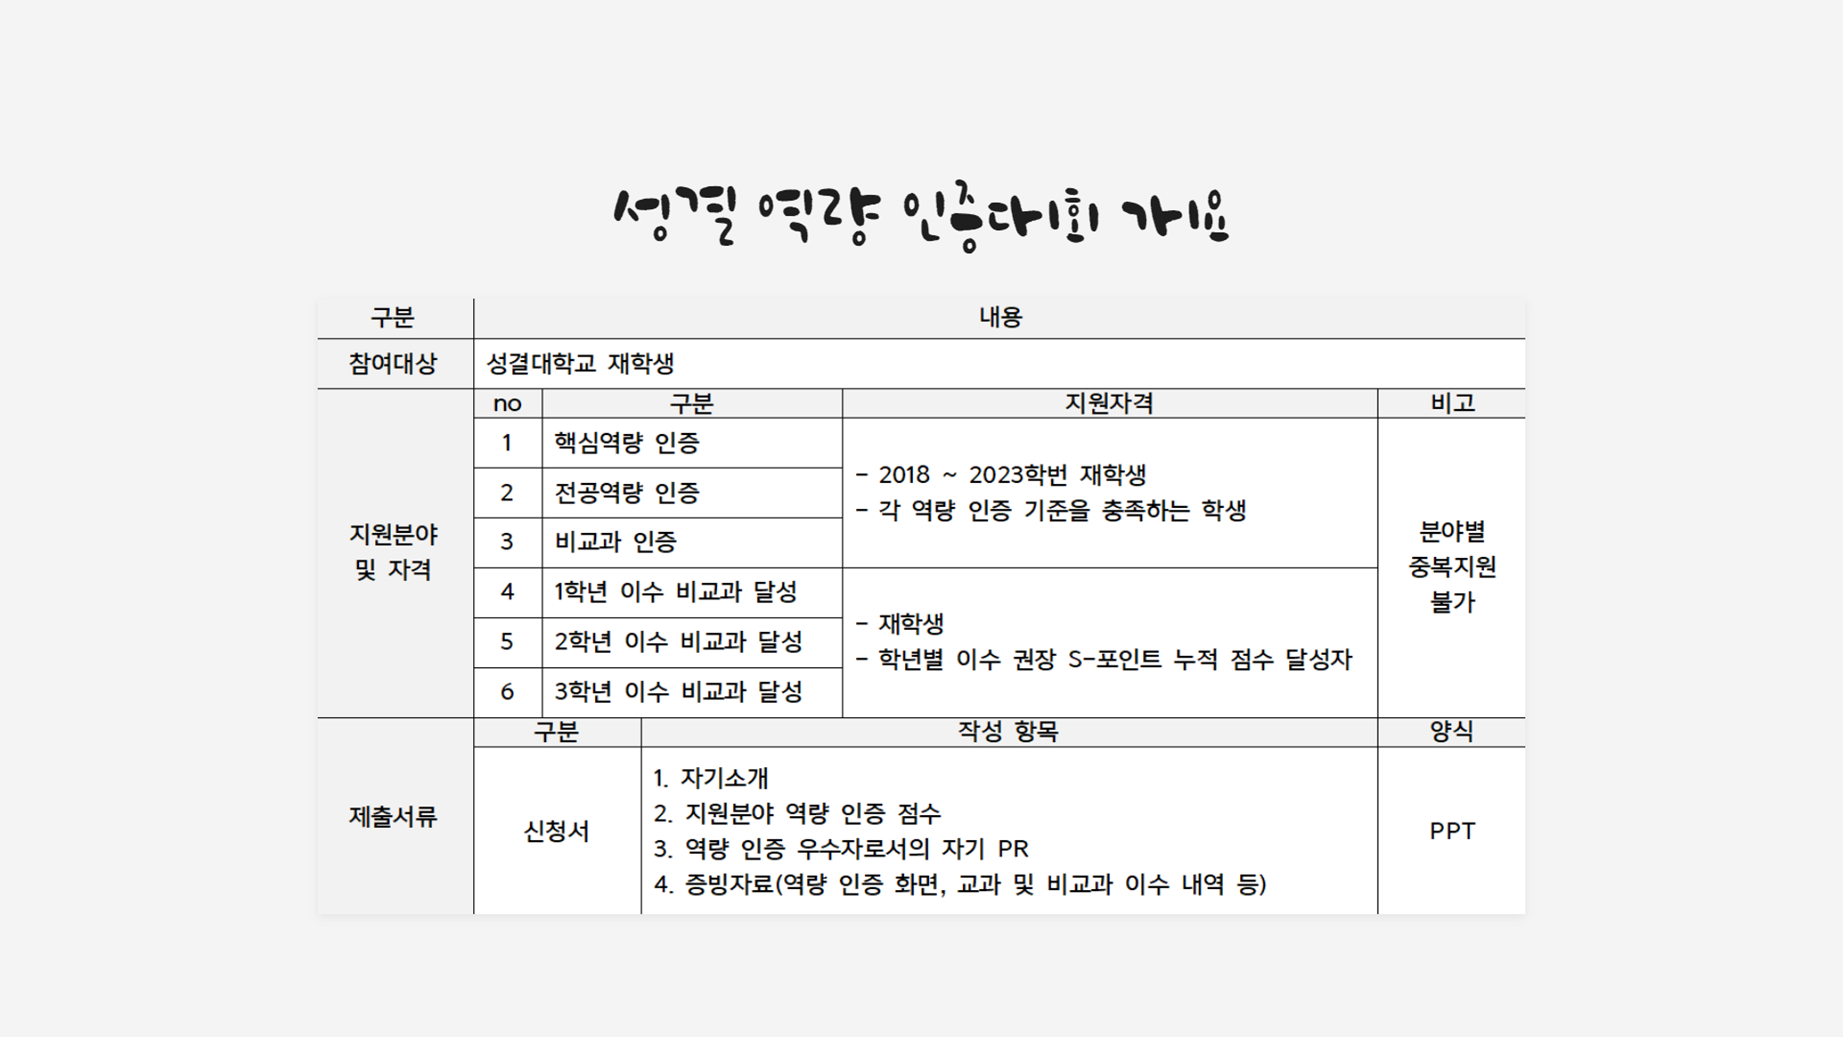 성결 역량 인증대회 개요
구분 내용
참여대상 성결대학교 재학생
지원분야
및 자격
no 구분 지원자격 비고
1 핵심역량 인증
2 전공역량 인증
3 비교과 인증
- 2018 ~ 2023학번 재학생
- 각 역량 인증 기준을 충족하는 학생
4 1학년 이수 비교과 달성
5 2학년 이수 비교과 달성
6 3학년 이수 비교과 달성
- 재학생
- 학년별 이수 권장 S-포인트 누적 점수 달성자
분야별
중복지원
불가
제출서류
구분 작성 항목 양식
신청서
1. 자기소개
2. 지원분야 역량 인증 점수
3. 역량 인증 우수자로서의 자기 PR
4. 증빙자료(역량 인증 화면, 교과 및 비교과 이수 내역 등)
PPT